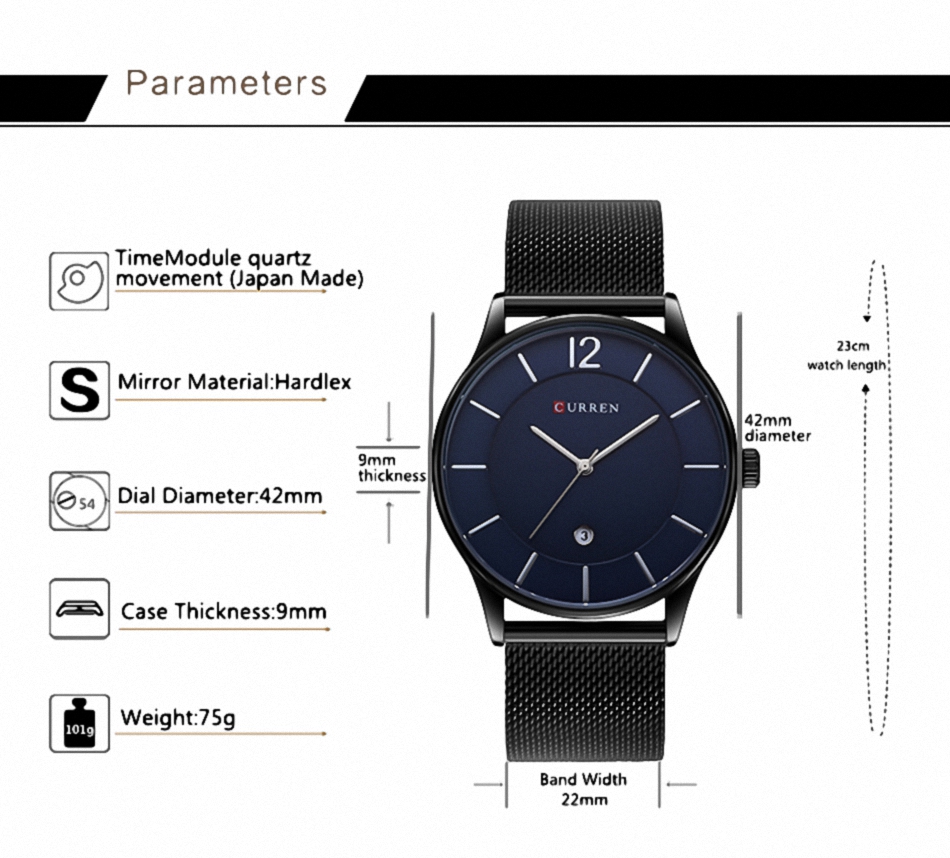 Parameters
TimeModule quartz
movement (Japan Made)
Mirror Material:Hardlex
S
Dial Diameter:42mm
54
Case Thickness:9mm
Weight:75g
101g
12
CURREN
3
9mm
thickness
42mm
diameter
23cm
watch length
Band Width
22mm